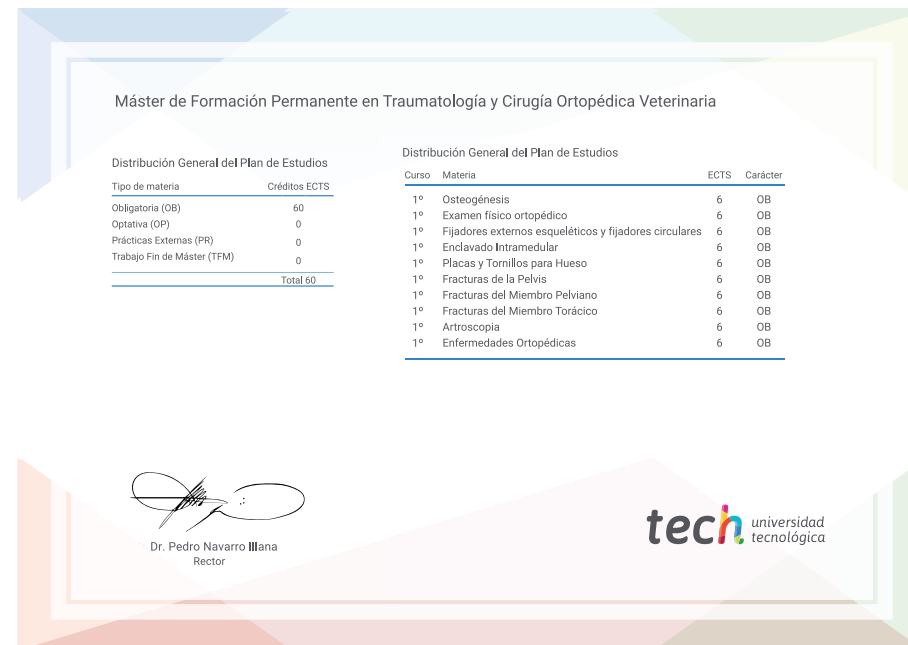 Máster de Formación Permanente en Traumatología y Cirugía Ortopédica Veterinaria
Distribución General del Plan de Estudios
Tipo de materia Créditos ECTS
Obligatoria (OB) 60
Optativa (OP) 0
Prácticas Externas (PR) 0
Trabajo Fin de Máster (TFM) 0
Total 60
Distribución General del Plan de Estudios
Curso Materia ECTS Carácter
1º Osteogénesis 6 OB
1º Examen físico ortopédico 6 OB
1º Fijadores externos esqueléticos y fijadores circulares 6 OB
1º Enclavado Intramedular 6 OB
1º Placas y Tornillos para Hueso 6 OB
1º Fracturas de la Pelvis 6 OB
1º Fracturas del Miembro Pelviano 6 OB
1º Fracturas del Miembro Torácico 6 OB
1º Artroscopia 6 OB
1º Enfermedades Ortopédicas 6 OB
Dr. Pedro Navarro Illana
Rector
tech universidad
tecnológica